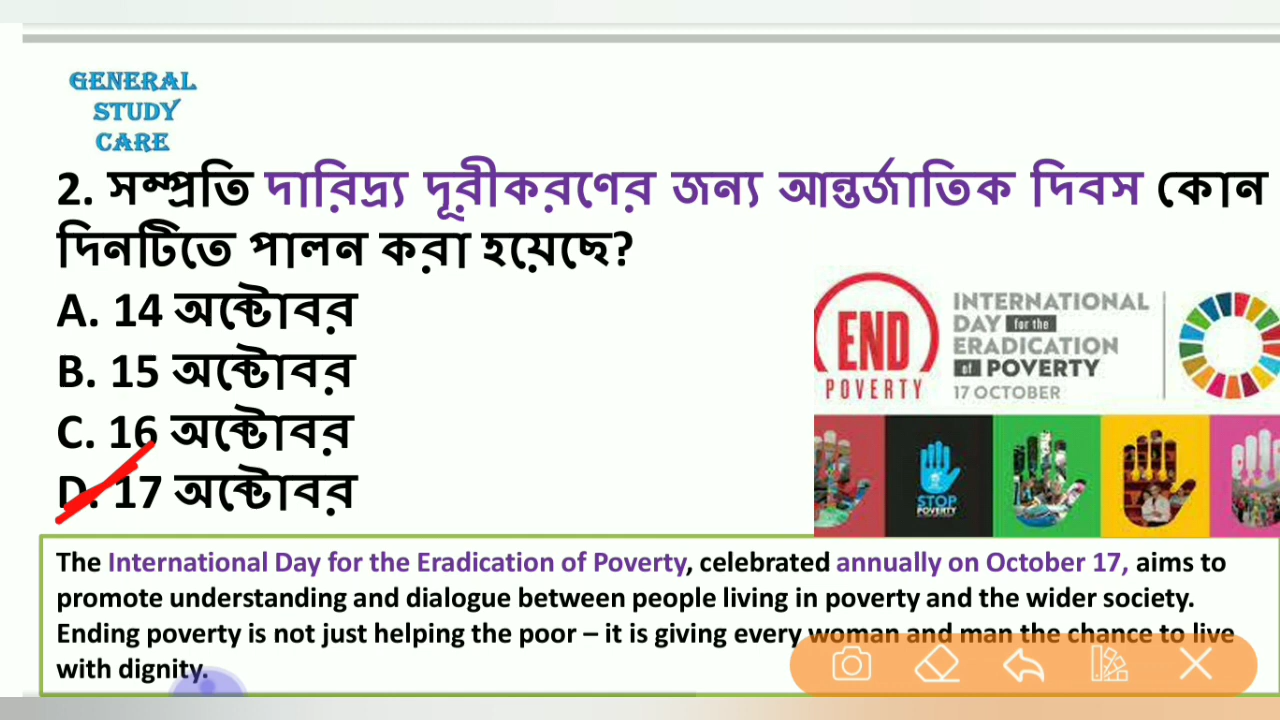 GENERAL
STUDY
CARE
2. সম্প্রতি দারিদ্র্য দূরীকরণের জন্য আন্তর্জাতিক দিবস কোন
দিনটিতে পালন করা হয়েছে?
A. 14 অক্টোবর
B. 15 অক্টোবর
C. 16 অক্টোবর
D. 17 অক্টোবর
END
POVERTY
INTERNATIONAL
DAY for the
ERADICATION
of POVERTY
17 OCTOBER
STOP
POVERTY
The International Day for the Eradication of Poverty, celebrated annually on October 17, aims to
promote understanding and dialogue between people living in poverty and the wider society.
Ending poverty is not just helping the poor – it is giving every woman and man the chance to live
with dignity.